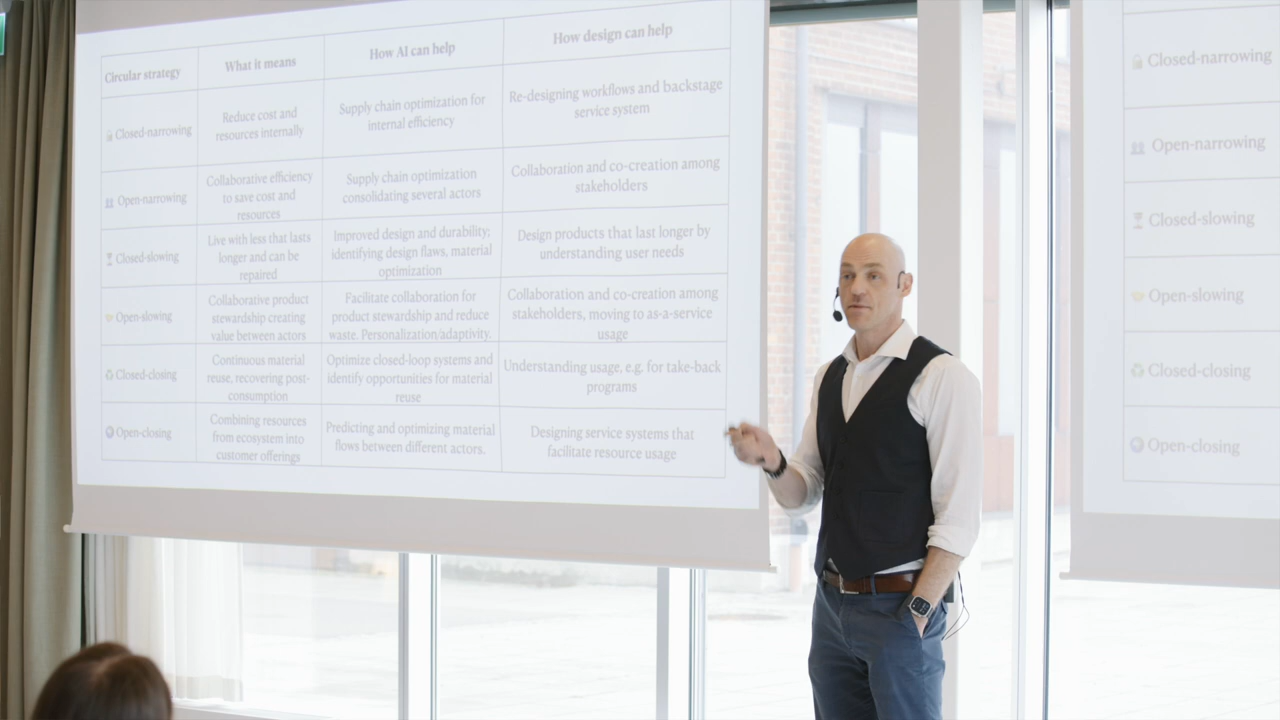 Circular strategy
What it means
How AI can help
How design can help
Closed-narrowing
Reduce cost and
resources internally
Supply chain optimization for
internal efficiency
Re-designing workflows and backstage
service system
Open-narrowing
Collaborative efficiency
to save cost and
resources
Supply chain optimization
consolidating several actors
Collaboration and co-creation among
stakeholders
Closed-slowing
Live with less that lasts
longer and can be
repaired
Improved design and durability:
identifying design flaws, material
optimization
Design products that last longer by
understanding user needs
Open-slowing
Collaborative product
stewardship creating
value between actors
Facilitate collaboration for
product stewardship and reduce
waste. Personalization/adaptivity.
Collaboration and co-creation among
stakeholders, moving to as-a-service
usage
Closed-closing
Continuous material
reuse, recovering post-
consumption
Optimize closed-loop systems and
identify opportunities for material
reuse
Understanding usage, e.g. for take-back
programs
Open-closing
Combining resources
from ecosystem into
customer offerings
Predicting and optimizing material
flows between different actors.
Designing service systems that
facilitate resource usage
Closed-narrowing
Open-narrowing
Closed-slowing
Open-slowing
Closed-closing
Open-closing